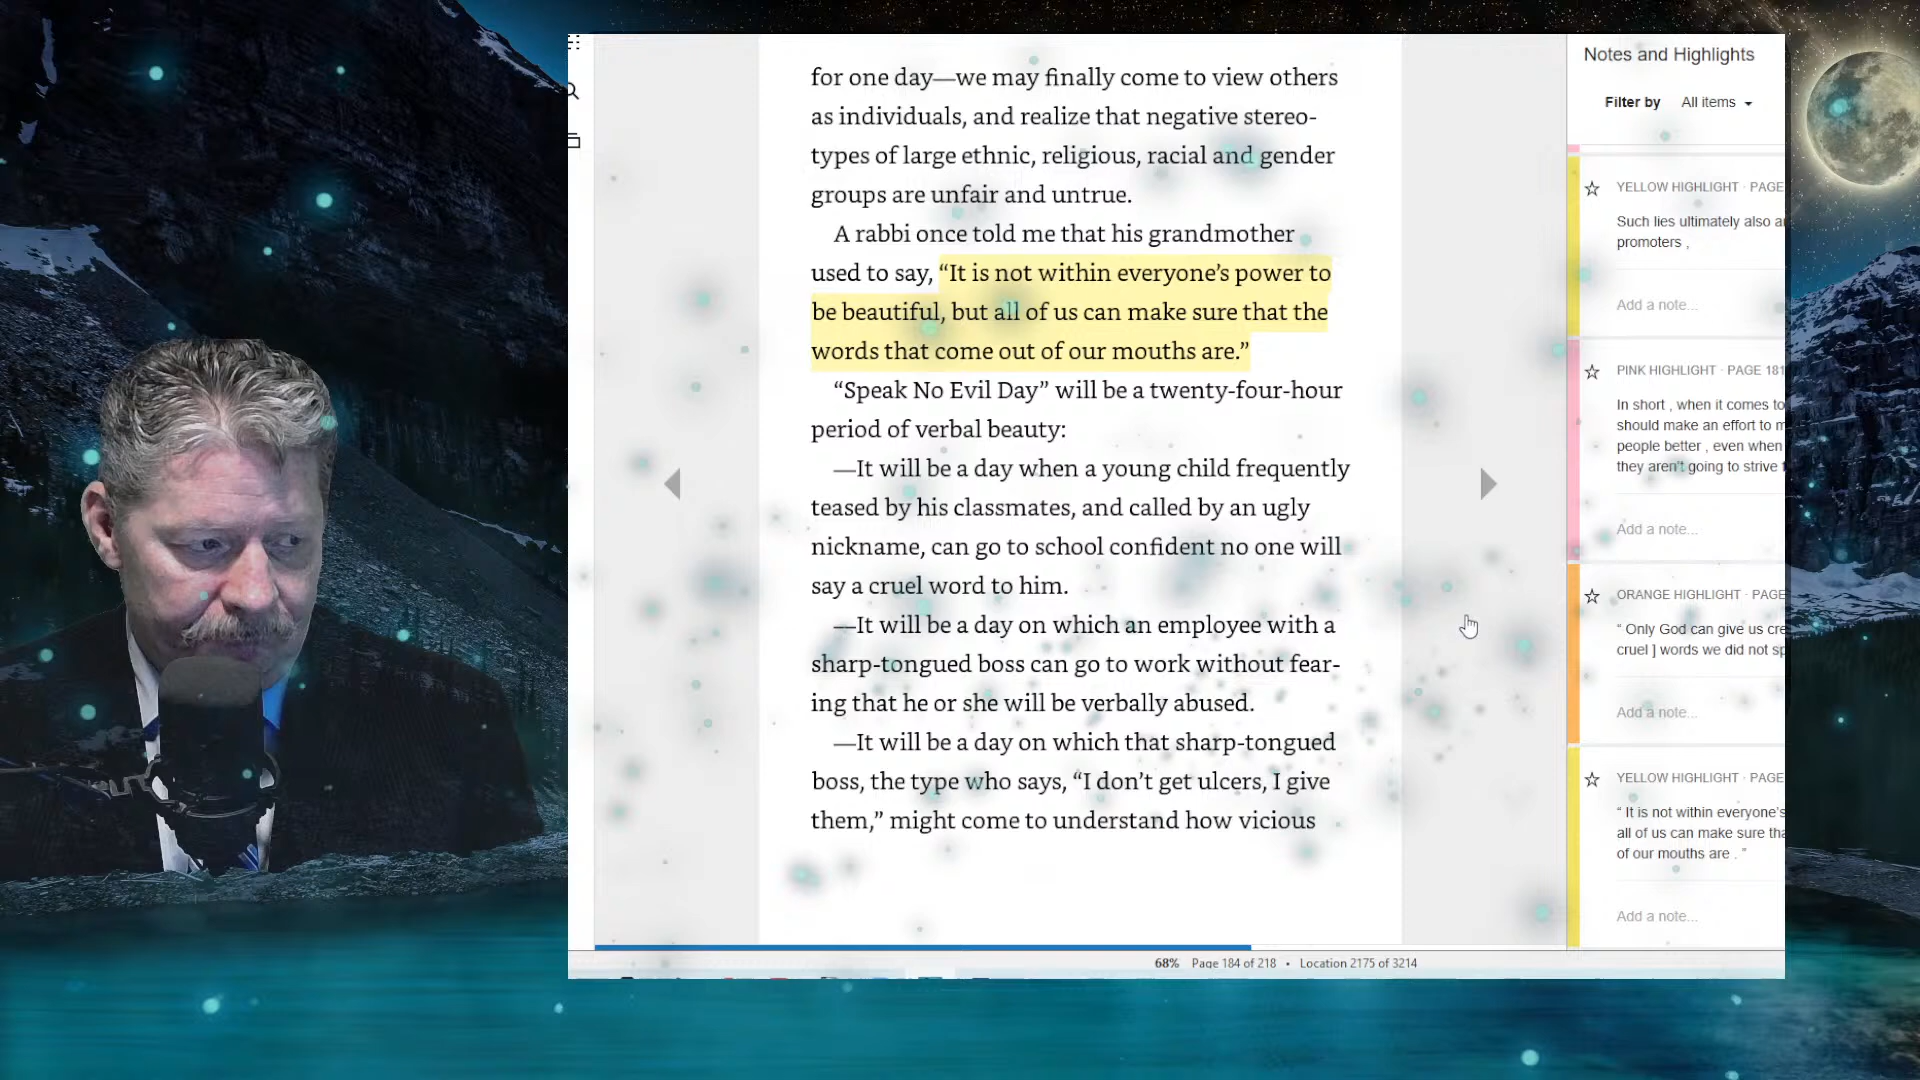 for one day—we may finally come to view others
as individuals, and realize that negative stereo-
types of large ethnic, religious, racial and gender
groups are unfair and untrue.
A rabbi once told me that his grandmother
used to say, “It is not within everyone’s power to
be beautiful, but all of us can make sure that the
words that come out of our mouths are.”
“Speak No Evil Day” will be a twenty-four-hour
period of verbal beauty:
—It will be a day when a young child frequently
teased by his classmates, and called by an ugly
nickname, can go to school confident no one will
say a cruel word to him.
—It will be a day on which an employee with a
sharp-tongued boss can go to work without fear-
ing that he or she will be verbally abused.
—It will be a day on which that sharp-tongued
boss, the type who says, “I don’t get ulcers, I give
them,” might come to understand how vicious
68% Page 184 of 218 • Location 2175 of 3214
Notes and Highlights
Filter by All items
YELLOW HIGHLIGHT · PAGE
Such lies ultimately also
promoters ,
Add a note...
PINK HIGHLIGHT · PAGE 181
In short , when it comes to
should make an effort to
people better , even when
they aren't going to strive
Add a note...
ORANGE HIGHLIGHT · PAGE
“ Only God can give us
cruel ] words we did not
Add a note...
YELLOW HIGHLIGHT · PAGE
“ It is not within everyone's
all of us can make sure
of our mouths are . ”
Add a note...